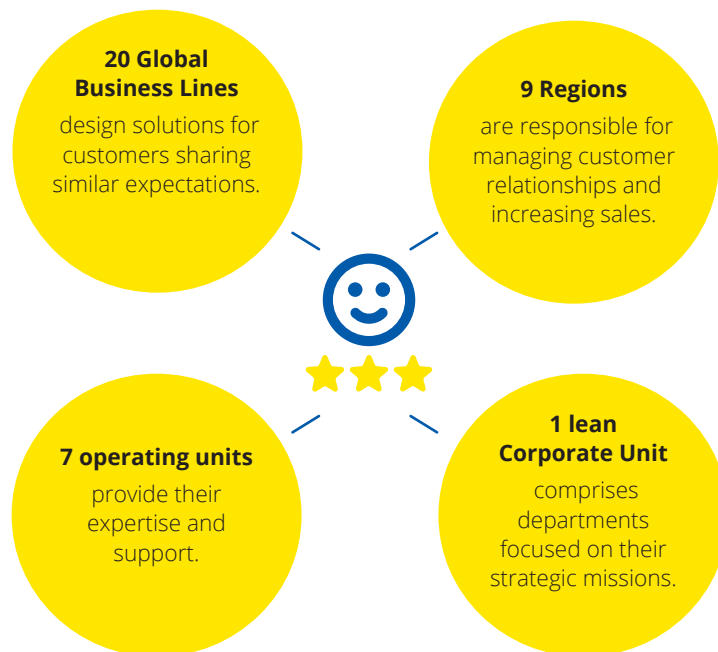 20 Global
Business Lines
design solutions for
customers sharing
similar expectations.
9 Regions
are responsible for
managing customer
relationships and
increasing sales.
7 operating units
provide their
expertise and
support.
1 lean
Corporate Unit
comprises
departments
focused on their
strategic missions.